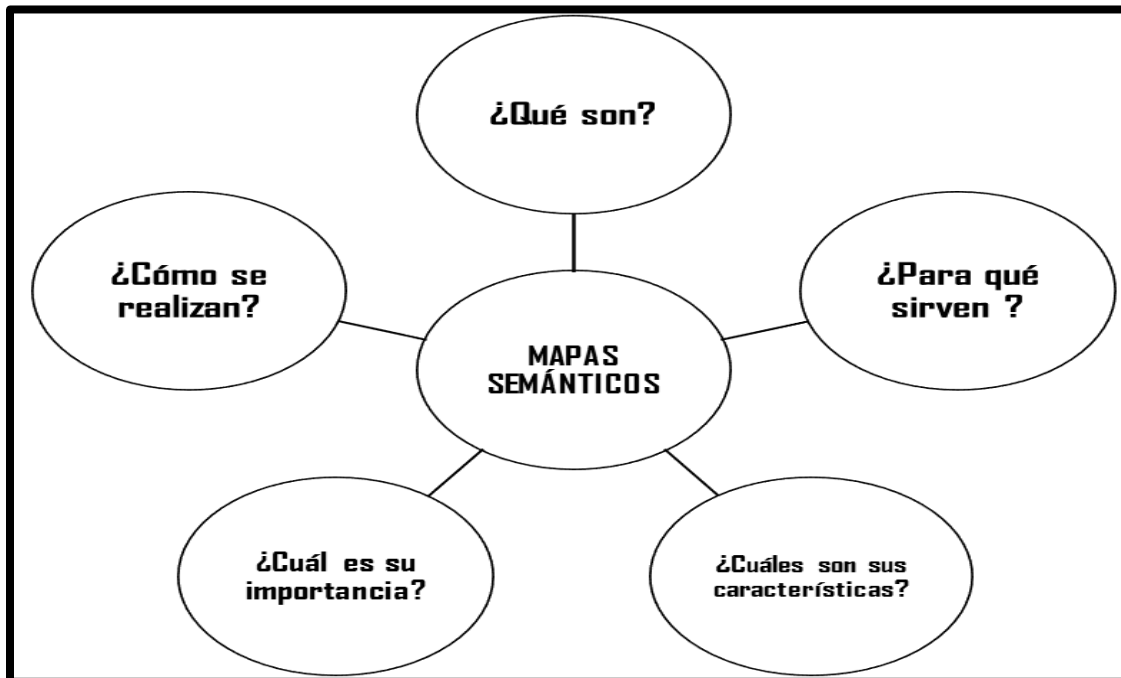 ¿Qué son?
¿Cómo se
realizan?
¿Para qué
sirven ?
MAPAS
SEMÁNTICOS
¿Cuál es su
importancia?
¿Cuáles son sus
características?